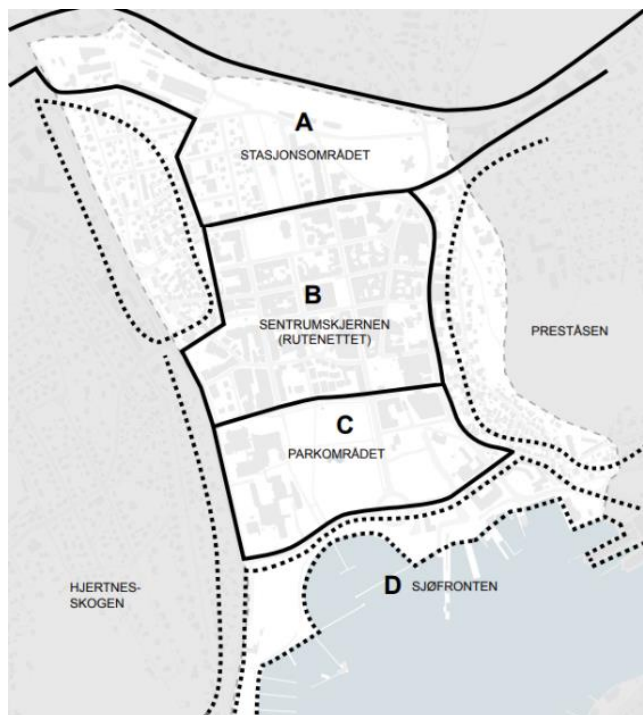 A
STASJONSOMRÅDET
B
SENTRUMSKJERNEN
(RUTENETTET)
PRESTÅSEN
C
PARKOMRÅDET
HJERTNES-
SKOGEN
D SJØFRONTEN